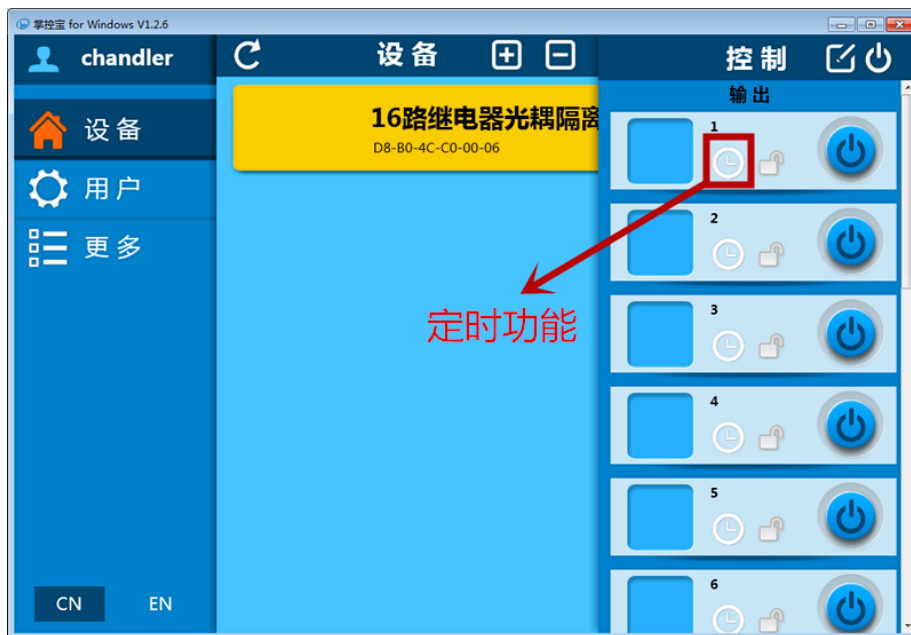 掌控宝 for Windows V1.2.6
chandler
设备
用户
更多
CN EN
设备
16路继电器光耦隔离
D8-B0-4C-C0-00-06
控制
输出
1
2
3
4
5
6
定时功能